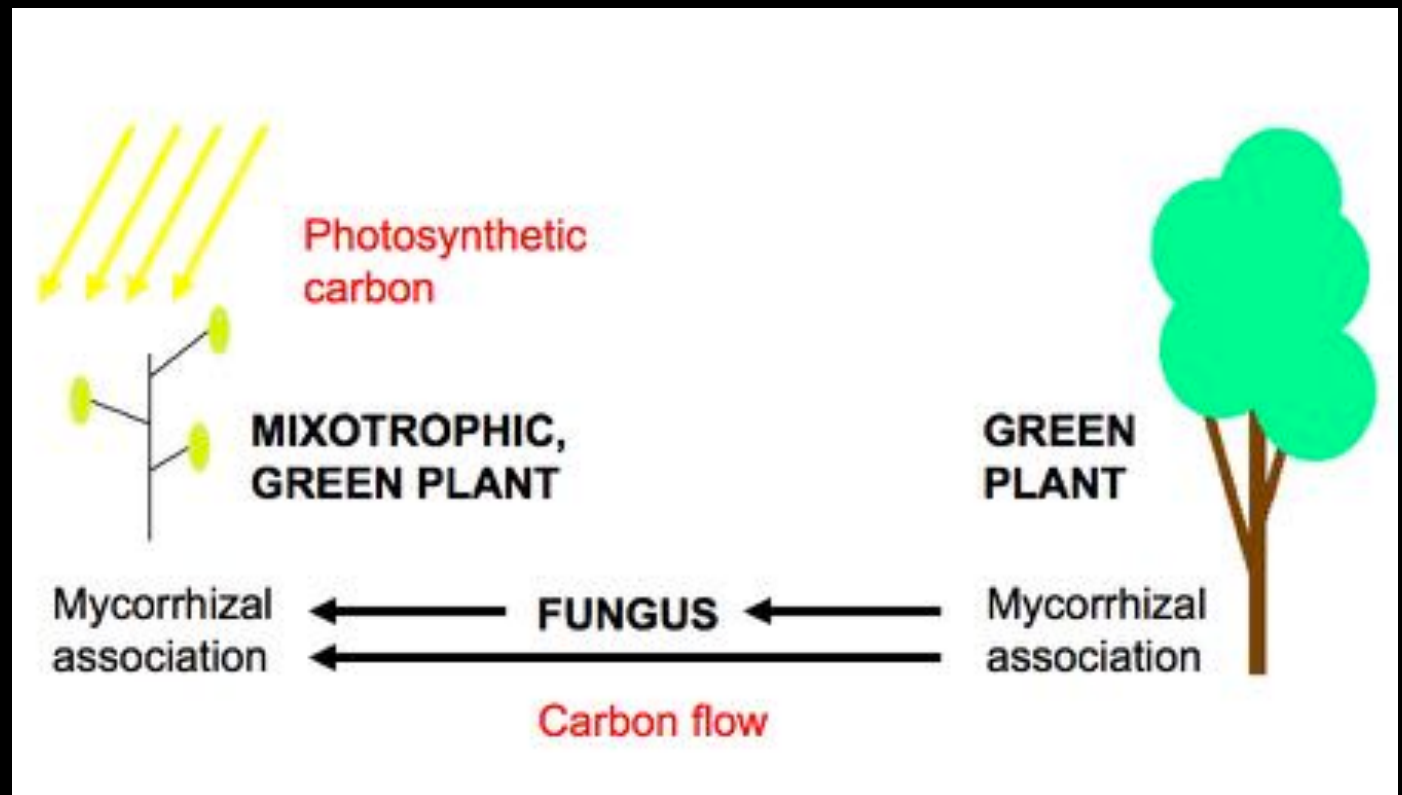 Photosynthetic
carbon
MIXOTROPHIC,
GREEN PLANT
GREEN
PLANT
Mycorrhizal
association
FUNGUS
Mycorrhizal
association
Carbon flow